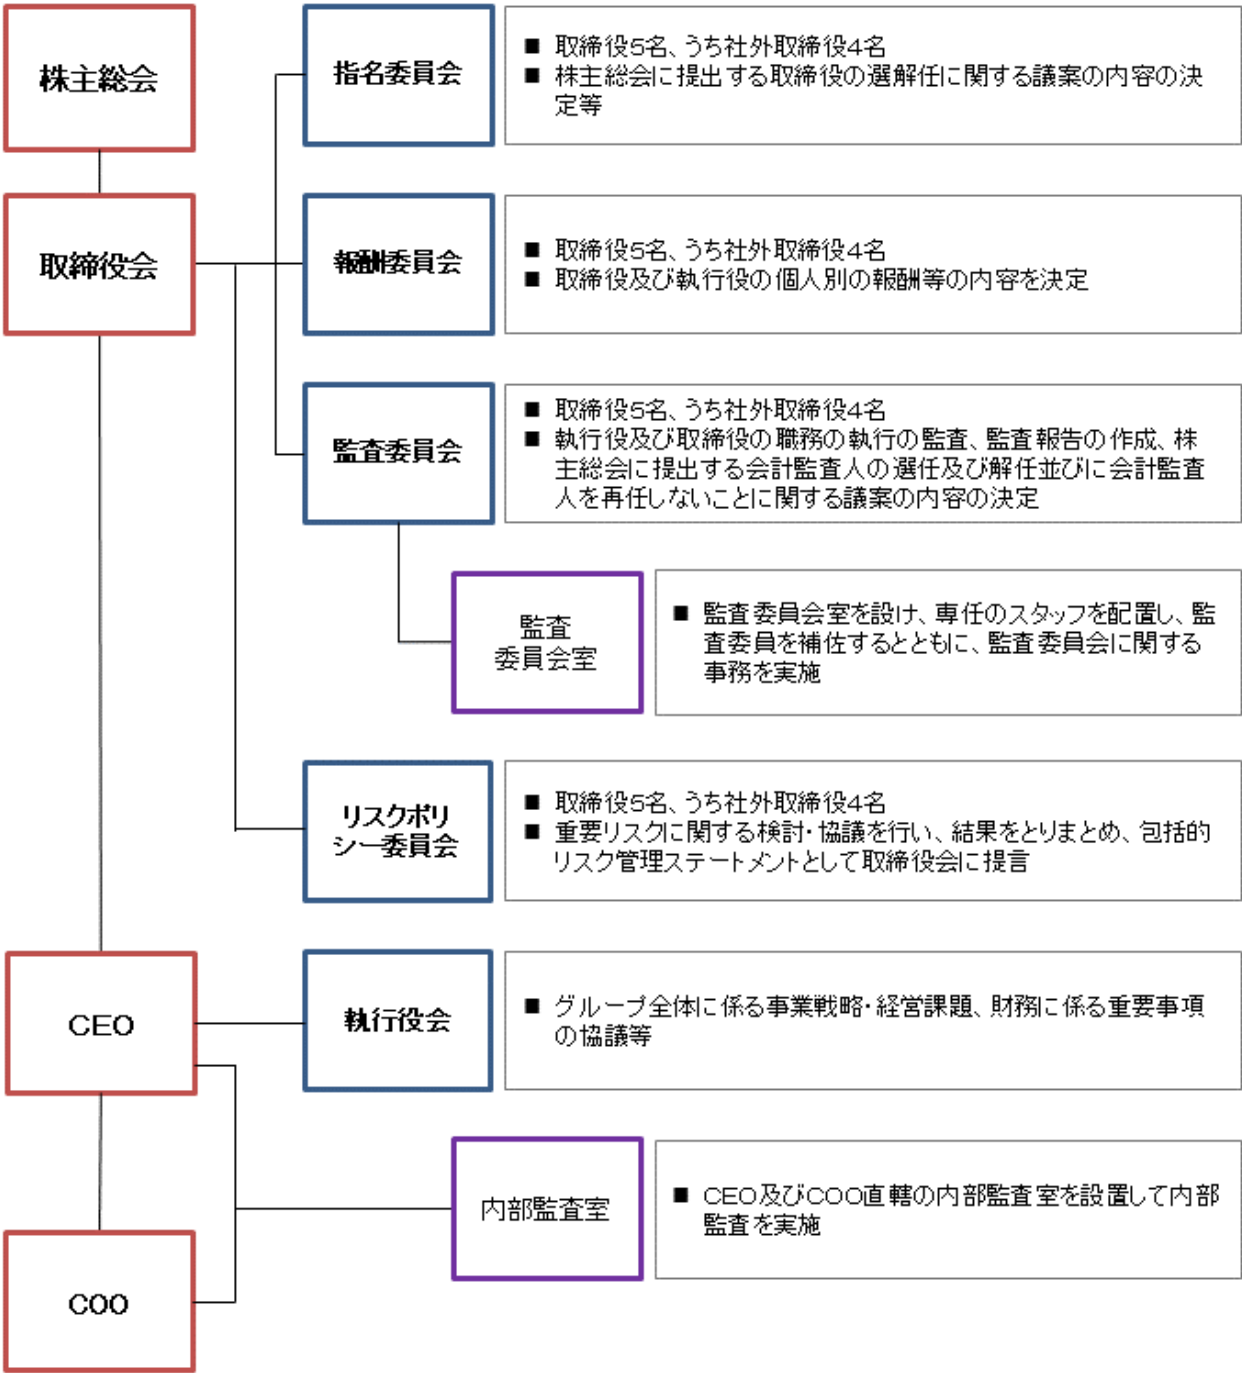 株主総会
指名委員会
■ 取締役5名、うち社外取締役4名
■ 株主総会に提出する取締役の選解任に関する議案の内容の決
定等
取締役会
報酬委員会
■ 取締役5名、うち社外取締役4名
■ 取締役及び執行役の個人別の報酬等の内容を決定
監査委員会
■ 取締役5名、うち社外取締役4名
■ 執行役及び取締役の職務の執行の監査、監査報告の作成、株
主総会に提出する会計監査人の選任及び解任並びに会計監査
人を再任しないことに関する議案の内容の決定
監査
委員会室
■ 監査委員会室を設け、専任のスタッフを配置し、監
査委員を補佐するとともに、監査委員会に関する
事務を実施
リスクポリ
シー委員会
■ 取締役5名、うち社外取締役4名
■ 重要リスクに関する検討・協議を行い、結果をとりまとめ、包括的
リスク管理ステートメントとして取締役会に提言
CEO
執行役会
■ グループ全体に係る事業戦略・経営課題、財務に係る重要事項
の協議等
内部監査室
■ CEO及びCOO直轄の内部監査室を設置して内部
監査を実施
COO